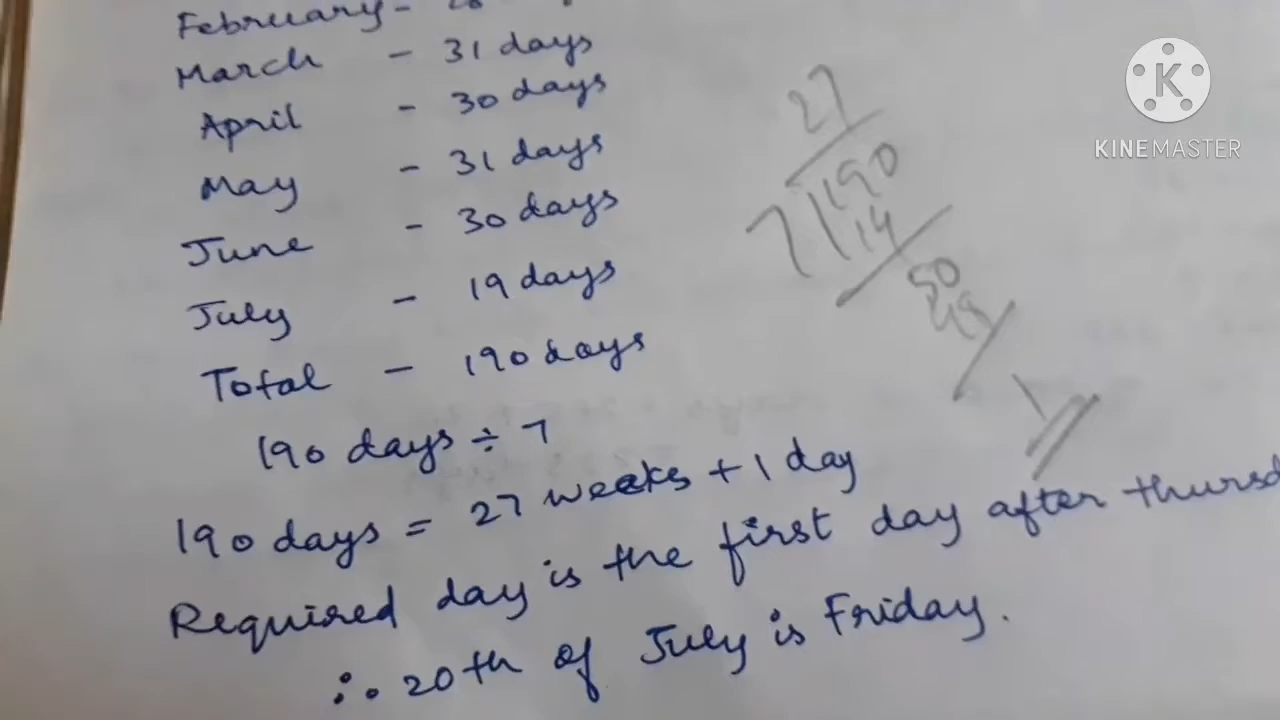 February -
March - 31 days
April - 30 days
May - 31 days
June - 30 days
July - 19 days
Total - 190 days
190 days ÷ 7
190 days = 27 weeks + 1 day
Required day is the first day after thursd
∴ 20th of July is Friday.
27
7 190
14
50
49
1
K
KINEMASTER